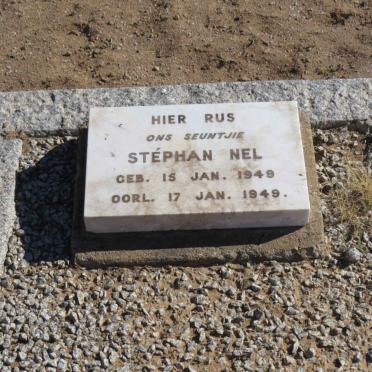 HIER RUS
ONS SEUNTJIE
STÉPHAN NEL
GEB. 15 JAN. 1949
OORL. 17 JAN. 1949.